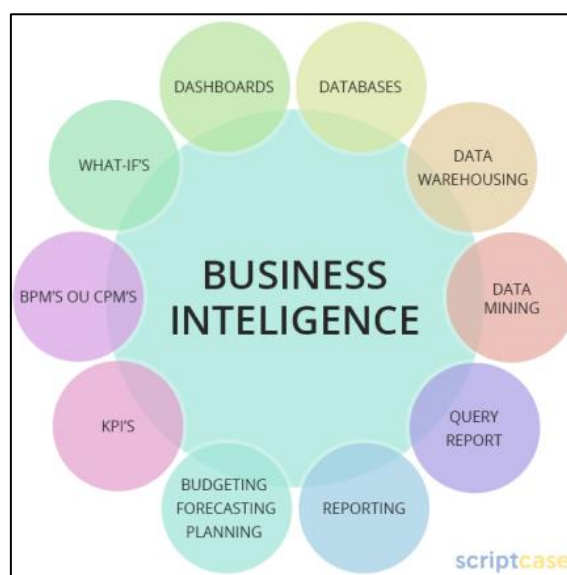 DASHBOARDS
DATABASES
WHAT-IF'S
DATA
WAREHOUSING
BUSINESS
INTELIGENCE
BPM'S OU CPM'S
DATA
MINING
KPI'S
QUERY
REPORT
BUDGETING
FORECASTING
PLANNING
REPORTING
scriptcase